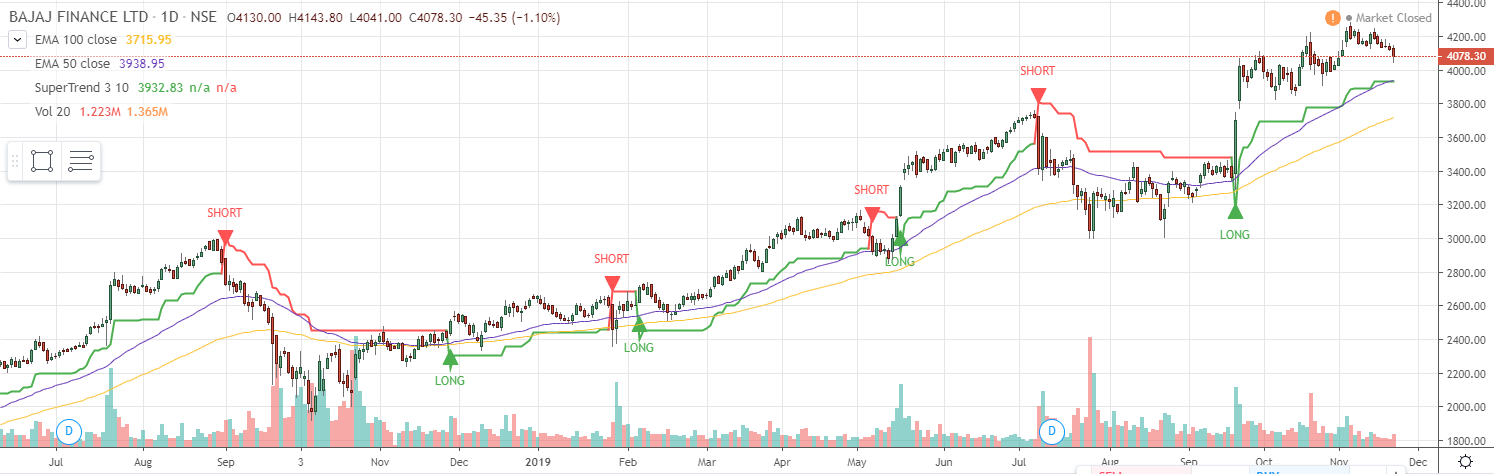 BAJAJ FINANCE LTD · 1D · NSE O4130.00 H4143.80 L4041.00 C4078.30 −45.35 (−1.10%)
! Market Closed
EMA 100 close 3715.95
EMA 50 close 3938.95
SuperTrend 3 10 3932.83 n/a n/a
Vol 20 1.223M 1.365M
4400.00
4200.00
4078.30
4000.00
3800.00
3600.00
3400.00
3200.00
3000.00
2800.00
2600.00
2400.00
2200.00
2000.00
1800.00
SHORT
SHORT
SHORT
LONG
LONG
SHORT
SHORT
LONG
LONG
D
D
Jul Aug Sep 3 Nov Dec 2019 Feb Mar Apr May Jun Jul Aug Sep Oct Nov Dec